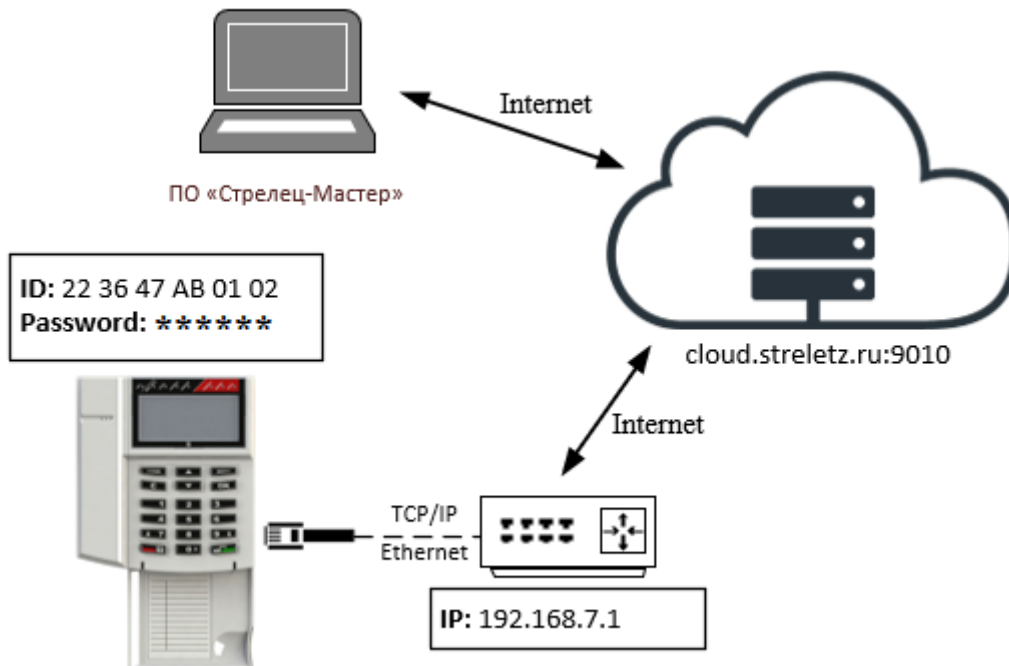 Internet
ПО «Стрелец-Мастер»
ID: 22 36 47 AB 01 02
Password: ******
cloud.streletz.ru:9010
Internet
TCP/IP
Ethernet
IP: 192.168.7.1